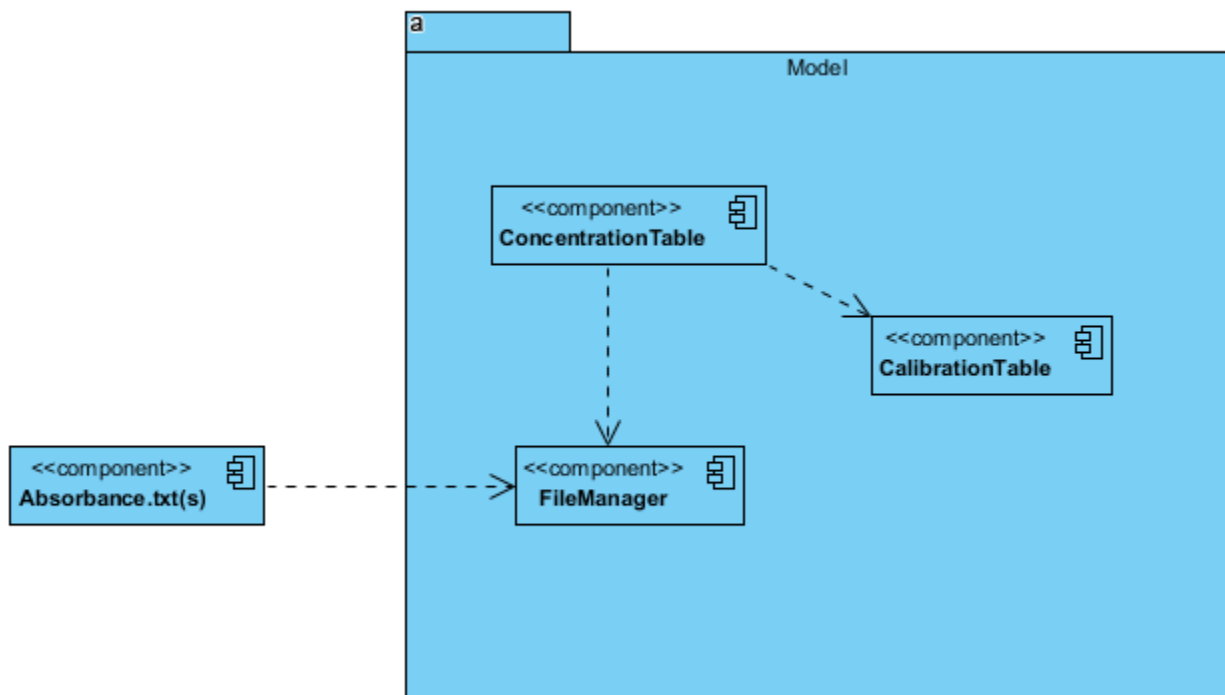 a
Model
<<component>>
ConcentrationTable
<<component>>
CalibrationTable
<<component>>
Absorbance.txt(s)
<<component>>
FileManager